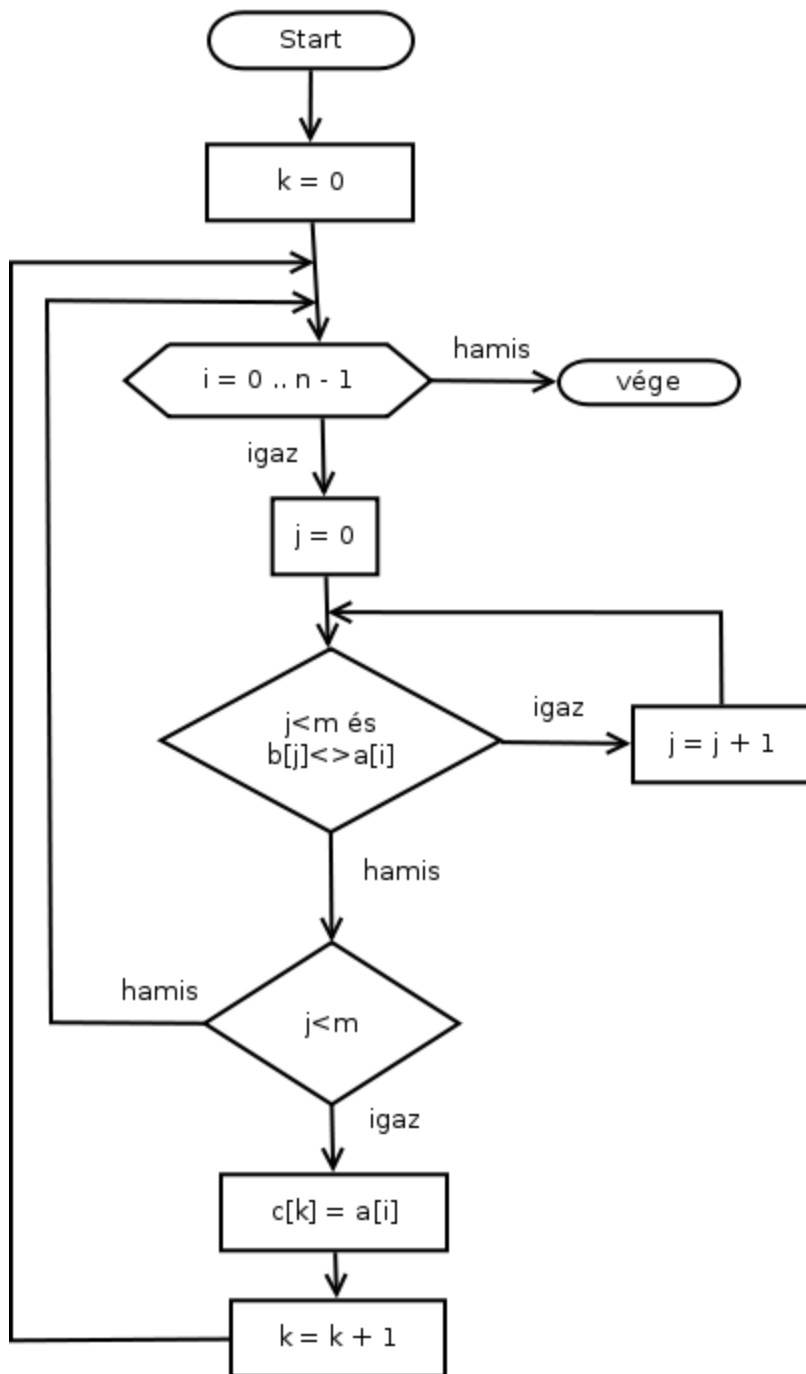 Start
k = 0
i = 0 .. n - 1
hamis
vége
igaz
j = 0
j<m és
b[j]<>a[i]
igaz
j = j + 1
hamis
j<m
hamis
igaz
c[k] = a[i]
k = k + 1